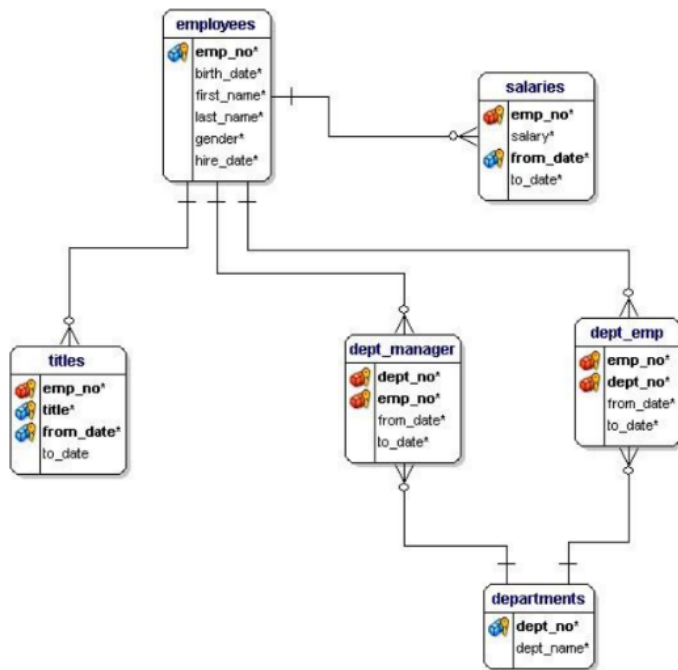 employees
emp_no*
birth_date*
first_name*
last_name*
gender*
hire_date*
salaries
emp_no*
salary*
from_date*
to_date*
titles
emp_no*
title*
from_date*
to_date
dept_manager
dept_no*
emp_no*
from_date*
to_date*
dept_emp
emp_no*
dept_no*
from_date*
to_date*
departments
dept_no*
dept_name*